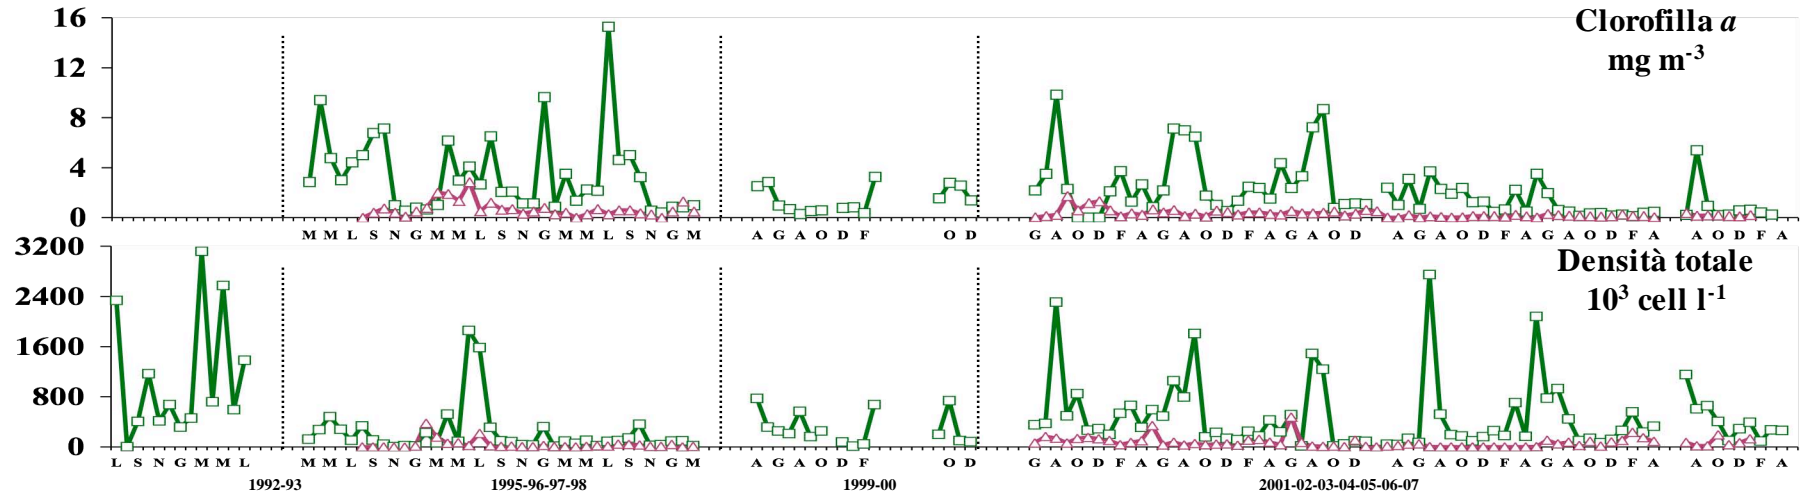 16
12
8
4
0
Clorofilla a
mg m-3
M M L S N G M M L S N G M M L S N G M A G A O D F O D G A O D F A G A O D F A G A O D A G A O D F A G A O D F A A O D F A
3200
2400
1600
800
0
Densità totale
10³ cell l-1
L S N G M M L M M L S N G M M L S N G M M L S N G M A G A O D F O D G A O D F A G A O D F A G A O D A G A O D F A G A O D F A A O D F A
1992-93 1995-96-97-98 1999-00 2001-02-03-04-05-06-07